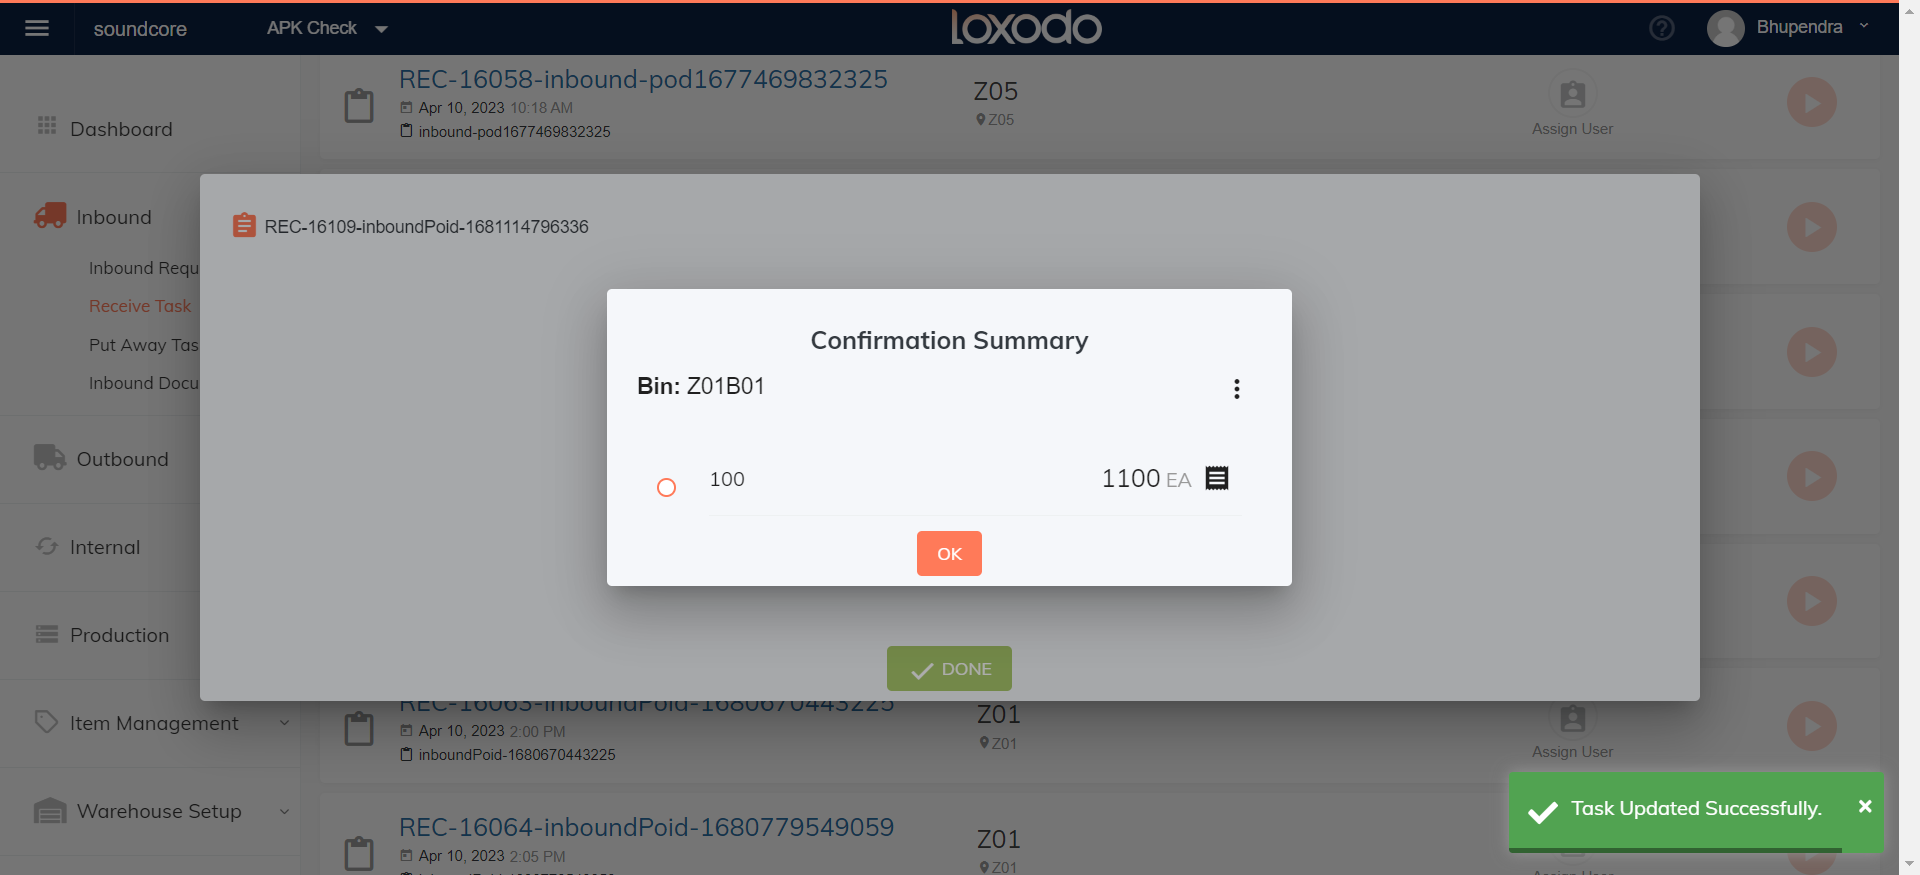 soundcore
APK Check
loxodo
Bhupendra
REC-16058-inbound-pod1677469832325
Apr 10, 2023 10:18 AM
inbound-pod1677469832325
Z05
Z05
Assign User
Dashboard
Inbound
Inbound Requ
Receive Task
Put Away Tas
Inbound Docu
Outbound
Internal
Production
Item Management
Warehouse Setup
REC-16109-inboundPoid-1681114796336
Confirmation Summary
Bin: Z01B01
100
1100 EA
OK
DONE
REC-16063-inboundPoid-1680670443225
Apr 10, 2023 2:00 PM
inboundPoid-1680670443225
Z01
Z01
Assign User
REC-16064-inboundPoid-1680779549059
Apr 10, 2023 2:05 PM
Z01
Z01
Task Updated Successfully.